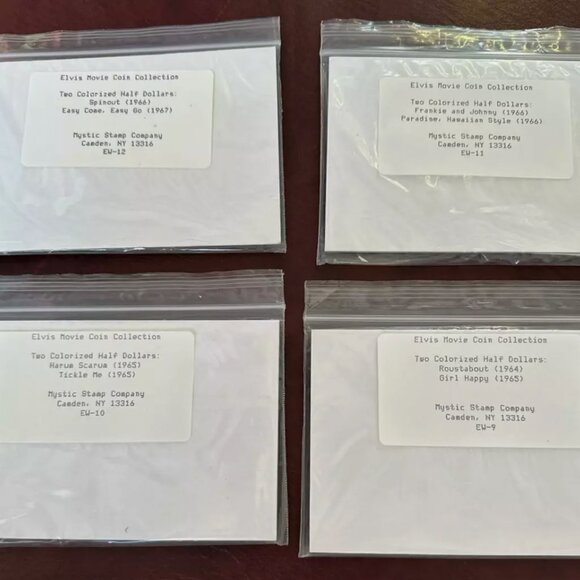 Elvis Movie Coin Collection
Two Colorized Half Dollars:
Spinout (1966)
Easy Come, Easy Go (1967)
Mystic Stamp Company
Camden, NY 13316
EW-12
Elvis Movie Coin Collection
Two Colorized Half Dollars:
Frankie and Johnny (1966)
Paradise, Hawaiian Style (1966)
Mystic Stamp Company
Camden, NY 13316
EW-11
Elvis Movie Coin Collection
Two Colorized Half Dollars:
Harum Scarum (1965)
Tickle Me (1965)
Mystic Stamp Company
Camden, NY 13316
EW-10
Elvis Movie Coin Collection
Two Colorized Half Dollars:
Roustabout (1964)
Girl Happy (1965)
Mystic Stamp Company
Camden, NY 13316
EW-9